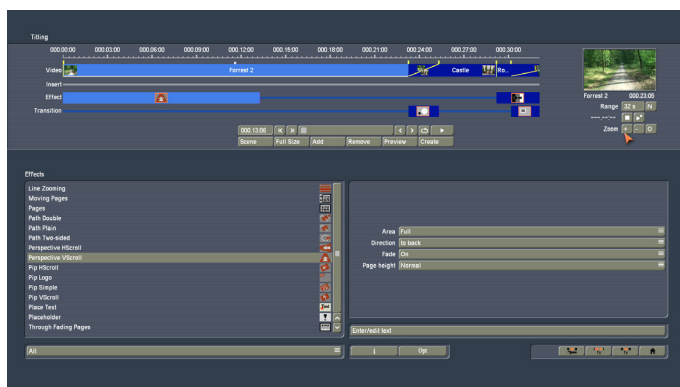 Titling
000.00:00 000.03:00 000.06:00 000.09:00 000.12:00 000.15:00 000.18:00 000.21:00 000.24:00 000.27:00 000.30:00
Video Forrest 2 Castle Ro...
Insert
Effect
Transition
Forrest 2 000.23:05
Range 32 s N
---.--:--
Zoom + - O
000.13:06
Scene Full Size Add Remove Preview Create
Effects
Line Zooming
Moving Pages
Pages
Path Double
Path Plain
Path Two-sided
Perspective HScroll
Perspective VScroll
Pip HScroll
Pip Logo
Pip Simple
Pip VScroll
Place Text
Placeholder
Through Fading Pages
Area Full
Direction to back
Fade On
Page height Normal
Enter/edit text
All
i Opt